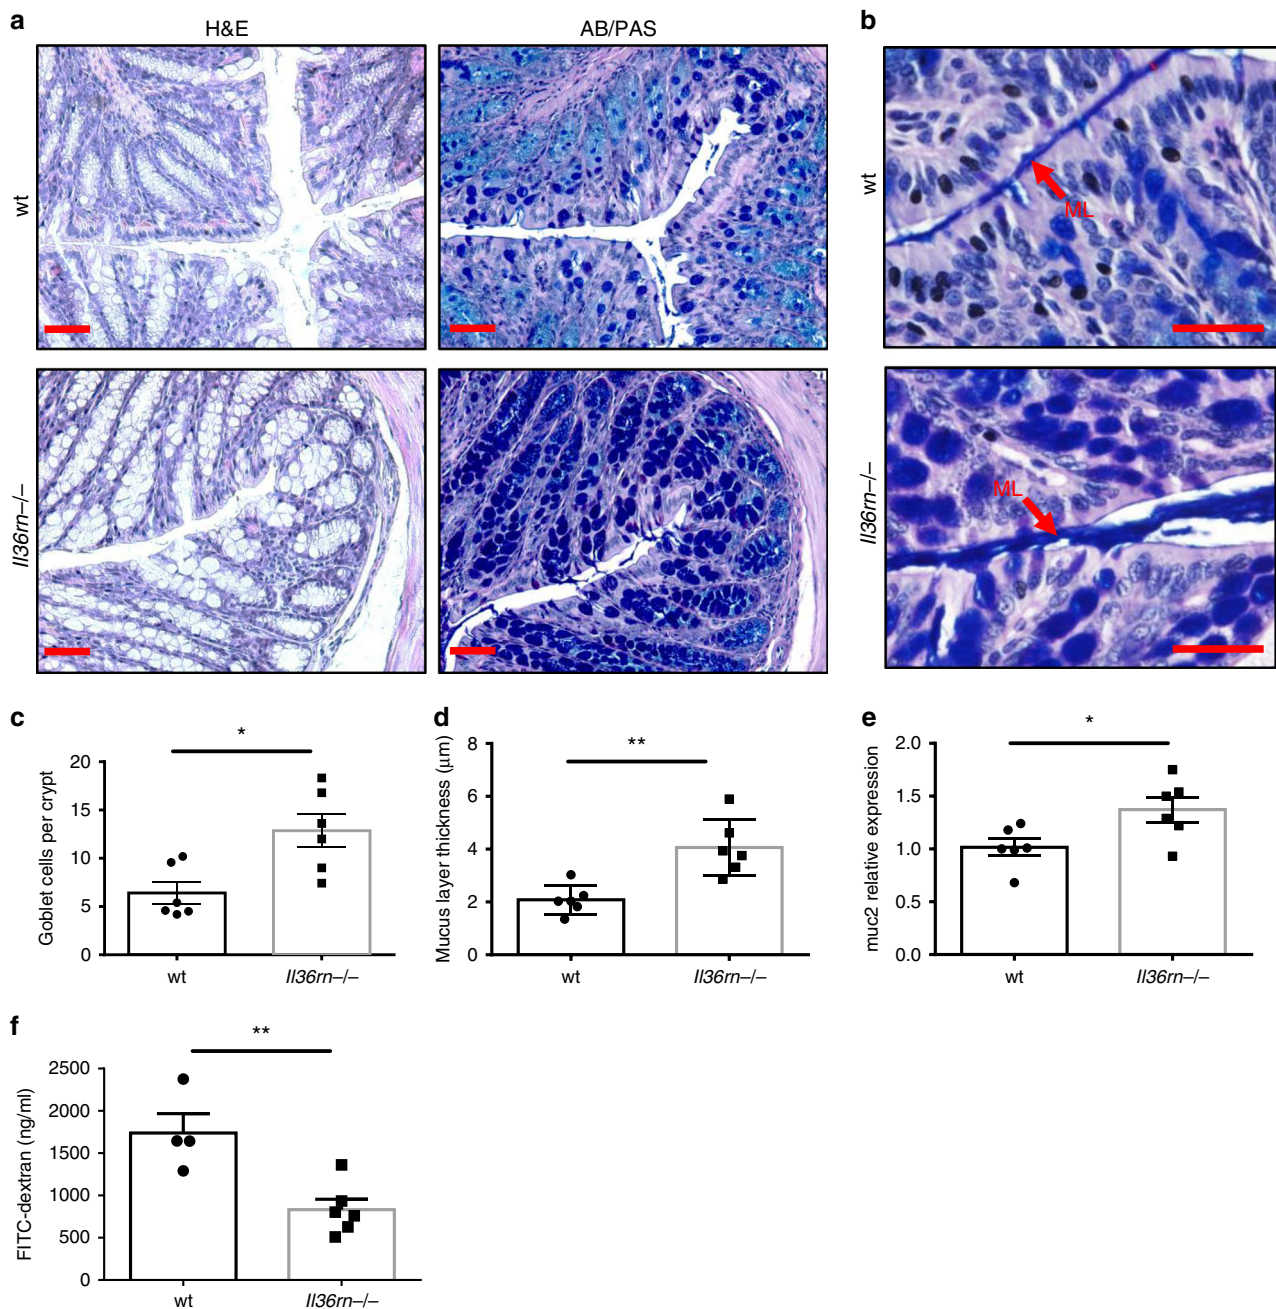 a
H&E
AB/PAS
b
wt
wt
ML
Il36rn–/–
Il36rn–/–
ML
c
*
Goblet cells per crypt
20
15
10
5
0
wt
Il36rn–/–
d
**
Mucus layer thickness (μm)
8
6
4
2
0
wt
Il36rn–/–
e
*
muc2 relative expression
2.0
1.5
1.0
0.5
0.0
wt
Il36rn–/–
f
**
FITC-dextran (ng/ml)
2500
2000
1500
1000
500
0
wt
Il36rn–/–